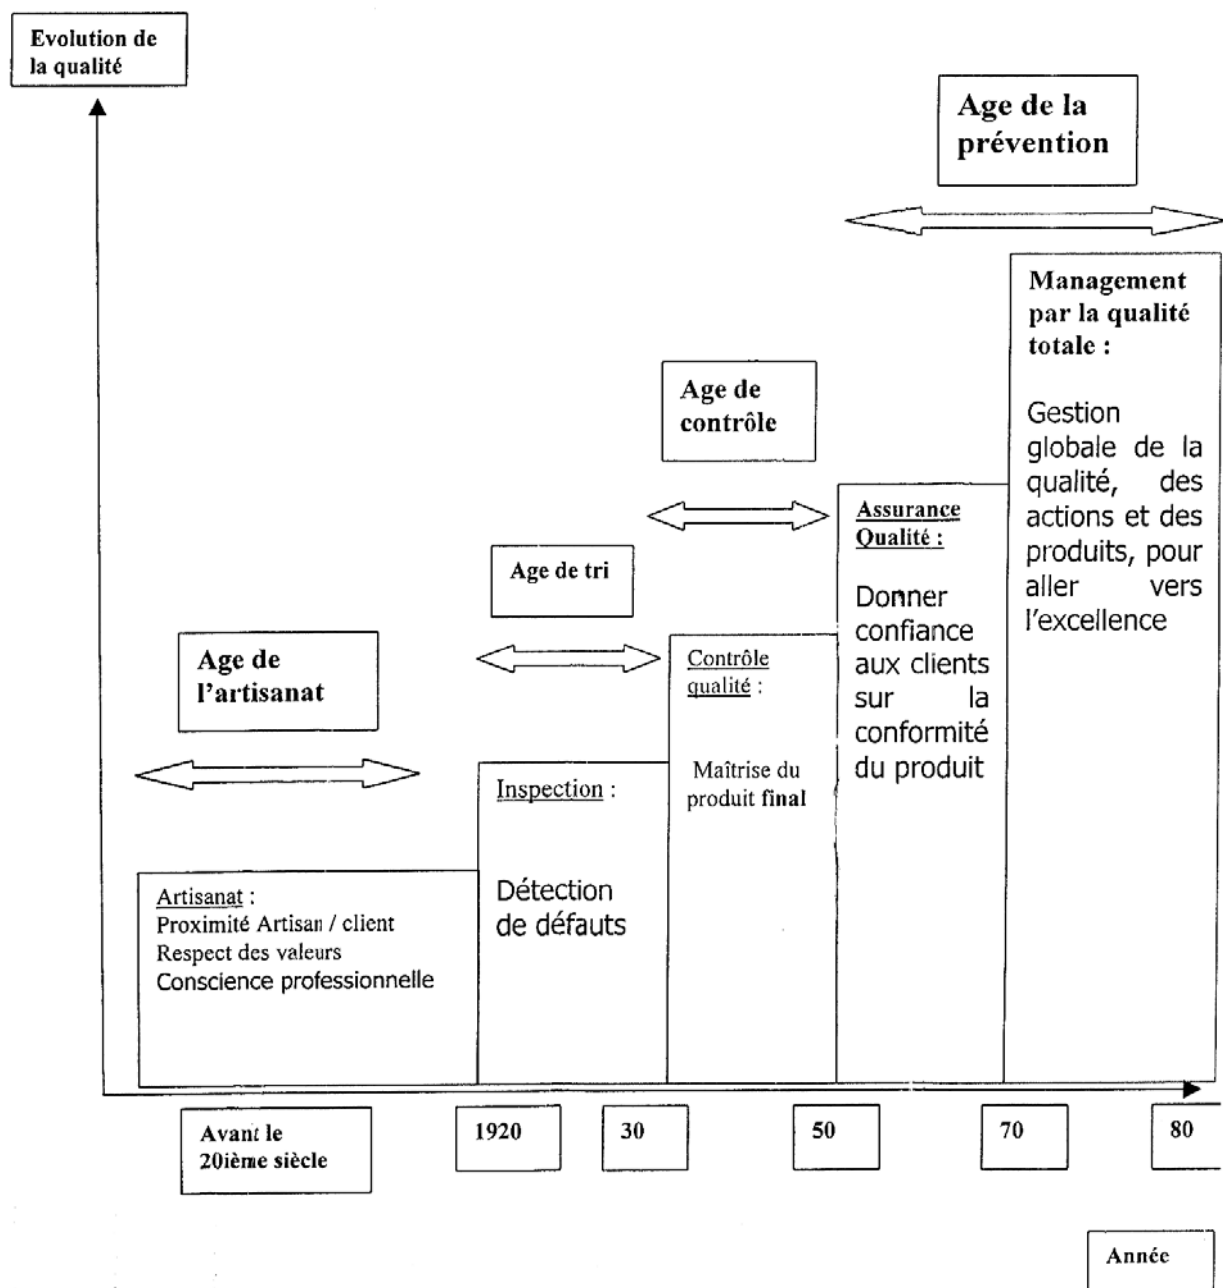 Evolution de
la qualité
Age de la
prévention
Management
par la qualité
totale :
Gestion
globale de la
qualité, des
actions et des
produits, pour
aller vers
l'excellence
Age de
contrôle
Assurance
Qualité :
Donner
confiance
aux clients
sur la
conformité
du produit
Age de tri
Contrôle
qualité :
Maîtrise du
produit final
Age de
l'artisanat
Inspection :
Détection
de défauts
Artisanat :
Proximité Artisan / client
Respect des valeurs
Conscience professionnelle
Avant le
20ième siècle
1920
30
50
70
80
Année